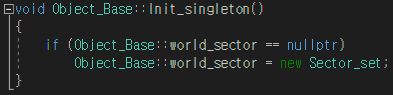 void Object_Base::Init_singleton()
{
    if (Object_Base::world_sector == nullptr)
        Object_Base::world_sector = new Sector_set;
}